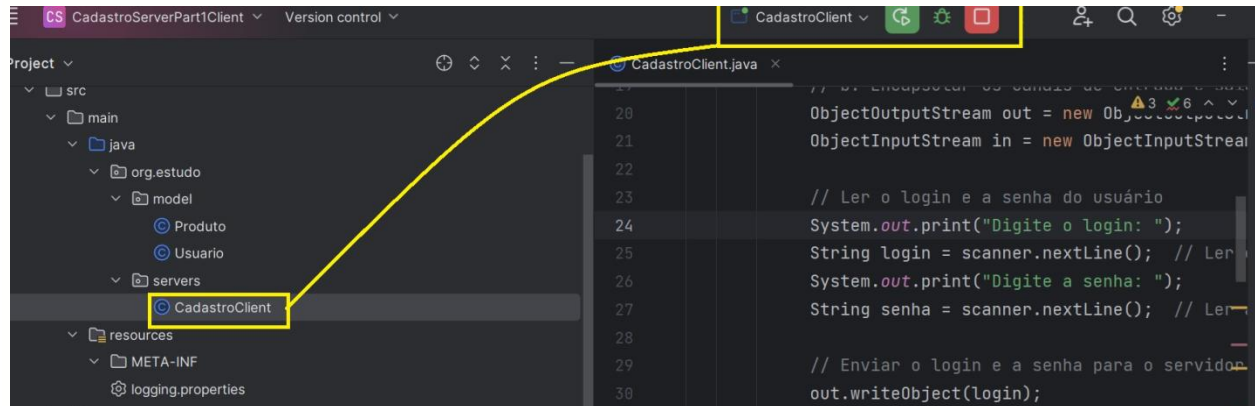 CS CadastroServerPart1Client Version control CadastroClient
Project
src
main
java
org.estudo
model
Produto
Usuario
servers
CadastroClient
resources
META-INF
logging.properties
CadastroClient.java
3 6
20 ObjectOutputStream out = new
21 ObjectInputStream in = new ObjectInputStrea
22
23 // Ler o login e a senha do usuário
24 System.out.print("Digite o login: ");
25 String login = scanner.nextLine(); // Ler
26 System.out.print("Digite a senha: ");
27 String senha = scanner.nextLine(); // Ler
28
29 // Enviar o login e a senha para o servidor
30 out.writeObject(login);